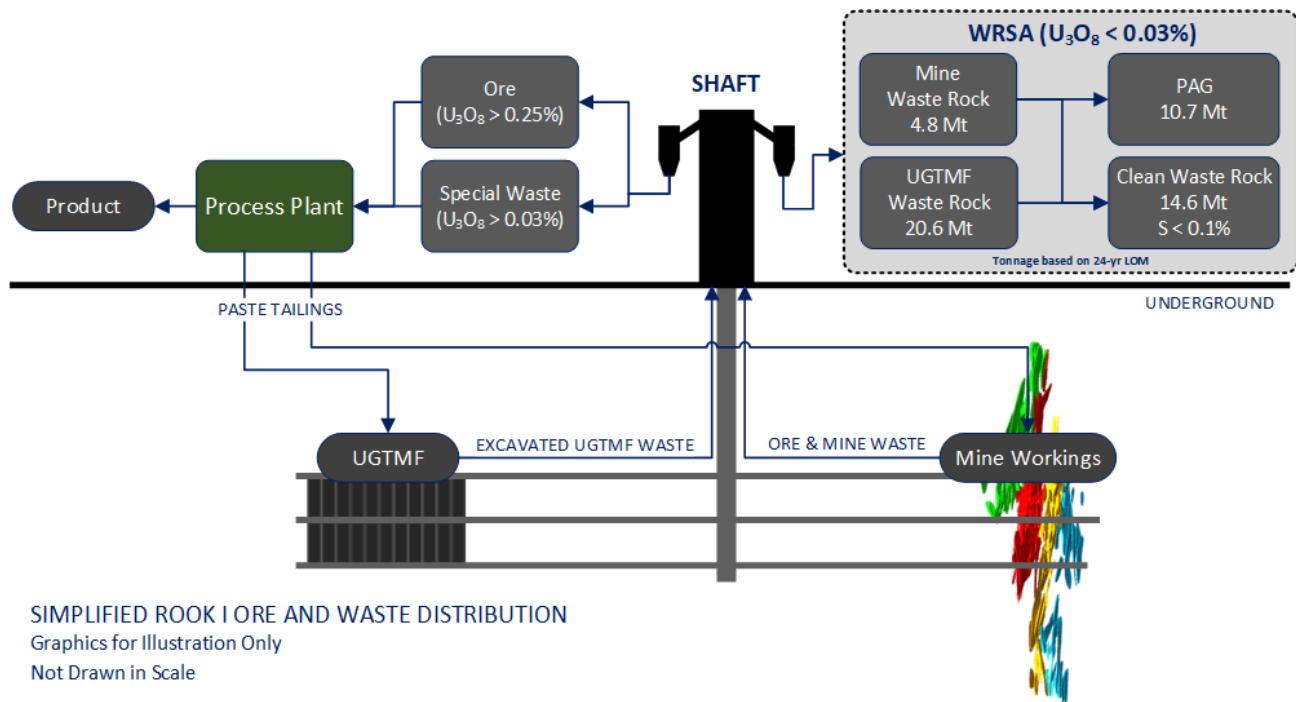 WRSA (U₃O₈ < 0.03%)
Mine
Waste Rock
4.8 Mt
PAG
10.7 Mt
UGTMF
Waste Rock
20.6 Mt
Clean Waste Rock
14.6 Mt
S < 0.1%
Tonnage based on 24-yr LOM
SHAFT
Ore
(U₃O₈ > 0.25%)
Special Waste
(U₃O₈ > 0.03%)
Process Plant
Product
PASTE TAILINGS
UNDERGROUND
UGTMF
EXCAVATED UGTMF WASTE
ORE & MINE WASTE
Mine Workings
SIMPLIFIED ROOK I ORE AND WASTE DISTRIBUTION
Graphics for Illustration Only
Not Drawn in Scale